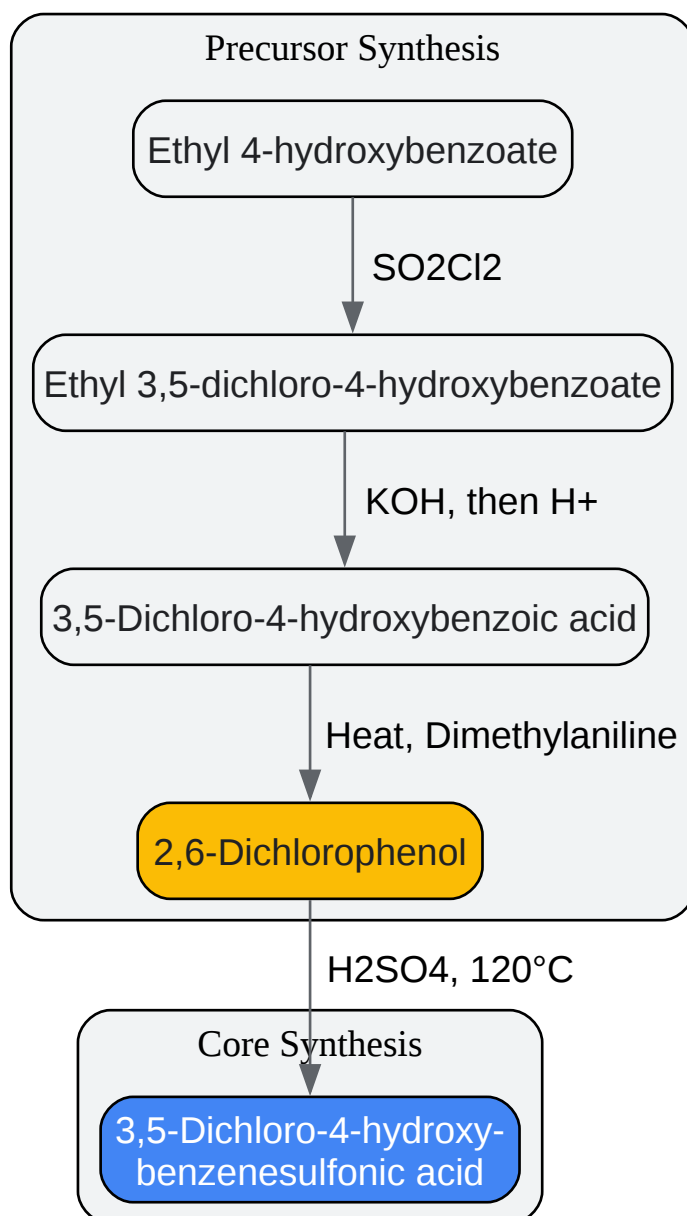 Precursor Synthesis
Ethyl 4-hydroxybenzoate
SO2Cl2
Ethyl 3,5-dichloro-4-hydroxybenzoate
KOH, then H+
3,5-Dichloro-4-hydroxybenzoic acid
Heat, Dimethylaniline
2,6-Dichlorophenol
H2SO4, 120°C
Core Synthesis
3,5-Dichloro-4-hydroxy-
benzenesulfonic acid